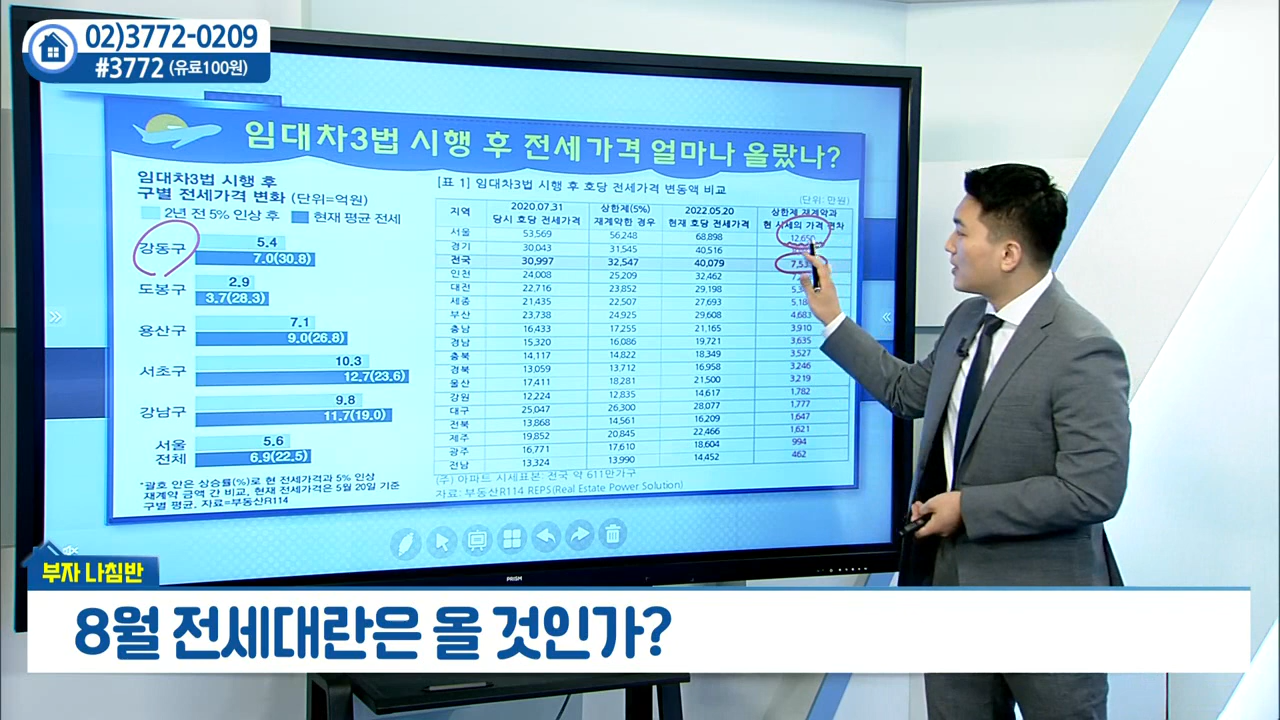 02)3772-0209
#3772 (유료100원)
임대차3법 시행 후 전세가격 얼마나 올랐나?
임대차3법 시행 후
구별 전세가격 변화 (단위=억원)
2년 전 5% 인상 후 현재 평균 전세
강동구 5.4
7.0(30.8)
도봉구 2.9
3.7(28.3)
용산구 7.1
9.0(26.8)
서초구 10.3
12.7(23.6)
강남구 9.8
11.7(19.0)
서울 전체 5.6
6.9(22.5)
*괄호 안은 상승률(%)로 현 전세가격과 5% 인상
재계약 금액 간 비교, 현재 전세가격은 5월 20일 기준
구별 평균, 자료=부동산R114
[표 1] 임대차3법 시행 후 호당 전세가격 변동액 비교
(단위: 만원)
지역 2020.07.31 당시 호당 전세가격 상한제(5%) 재계약한 경우 2022.05.20 현재 호당 전세가격 상한제 재계약과 현 시세의 가격 편차
서울 53,569 56,248 68,898 12,650
경기 30,043 31,545 40,516
전국 30,997 32,547 40,079
인천 24,008 25,209 32,462
대전 22,716 23,852 29,198
세종 21,435 22,507 27,693
부산 23,738 24,925 29,608 4,683
충남 16,433 17,255 21,165 3,910
경남 15,320 16,086 19,721 3,635
충북 14,117 14,822 18,349 3,527
경북 13,059 13,712 16,958 3,246
울산 17,411 18,281 21,500 3,219
강원 12,224 12,835 14,617 1,782
대구 25,047 26,300 28,077 1,777
전북 13,868 14,561 16,209 1,647
제주 19,852 20,845 22,466 1,621
광주 16,771 17,610 18,604 994
전남 13,324 13,990 14,452 462
(주) 아파트 시세표본: 전국 약 611만가구
자료: 부동산R114 REPS(Real Estate Power Solution)
PRISM
부자 나침반
8월 전세대란은 올 것인가?